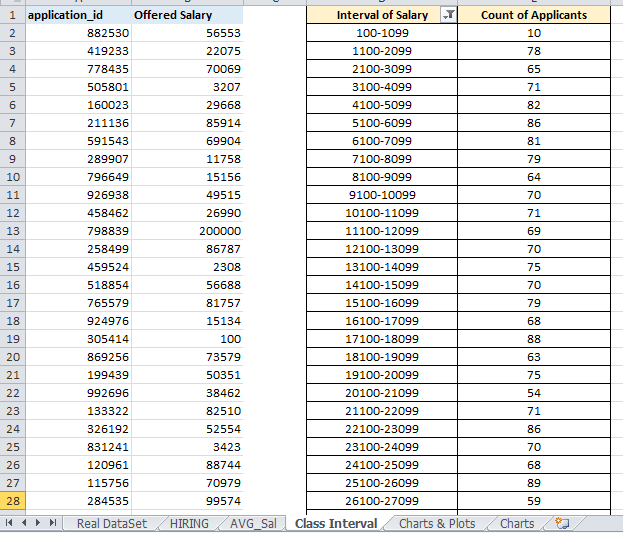 1 application_id Offered Salary Interval of Salary Count of Applicants
2 882530 56553 100-1099 10
3 419233 22075 1100-2099 78
4 778435 70069 2100-3099 65
5 505801 3207 3100-4099 71
6 160023 29668 4100-5099 82
7 211136 85914 5100-6099 86
8 591543 69904 6100-7099 81
9 289907 11758 7100-8099 79
10 796649 15156 8100-9099 64
11 926938 49515 9100-10099 70
12 458462 26990 10100-11099 71
13 798839 200000 11100-12099 69
14 258499 86787 12100-13099 70
15 459524 2308 13100-14099 75
16 518854 56688 14100-15099 70
17 765579 81757 15100-16099 79
18 924976 15134 16100-17099 68
19 305414 100 17100-18099 88
20 869256 73579 18100-19099 63
21 199439 50351 19100-20099 75
22 992696 38462 20100-21099 54
23 133322 82510 21100-22099 71
24 326192 52554 22100-23099 86
25 831241 3423 23100-24099 70
26 120961 88744 24100-25099 68
27 115756 70979 25100-26099 89
28 284535 99574 26100-27099 59
Real DataSet HIRING AVG_Sal Class Interval Charts & Plots Charts